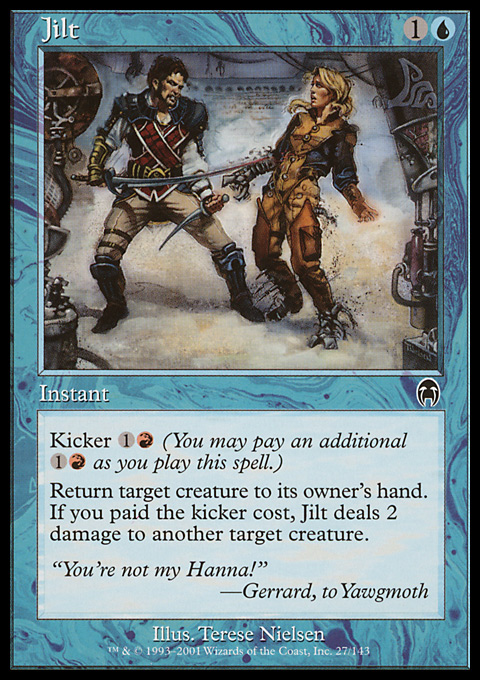 Jilt 1
Instant
Kicker 1 (You may pay an additional
1 as you play this spell.)
Return target creature to its owner's hand.
If you paid the kicker cost, Jilt deals 2
damage to another target creature.
"You're not my Hanna!"
—Gerrard, to Yawgmoth
Illus. Terese Nielsen
™ & © 1993–2001 Wizards of the Coast, Inc. 27/143